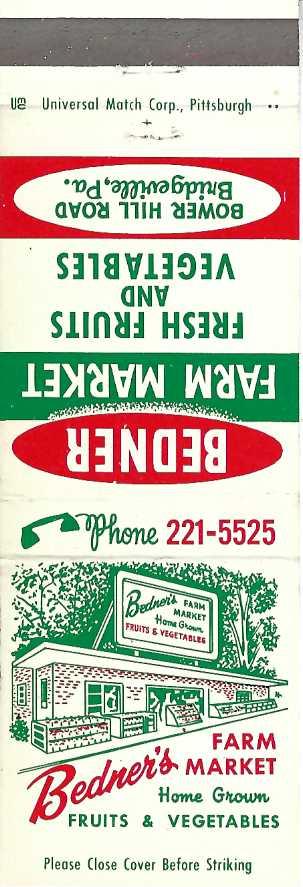 Universal Match Corp., Pittsburgh
BEDNER
FARM MARKET
FRESH FRUITS
AND
VEGETABLES
BOWER HILL ROAD
Bridgeville, Pa.
Phone 221-5525
Bedner's FARM
MARKET
Home Grown
FRUITS & VEGETABLES
Bedner's FARM
MARKET
Home Grown
FRUITS & VEGETABLES
Please Close Cover Before Striking